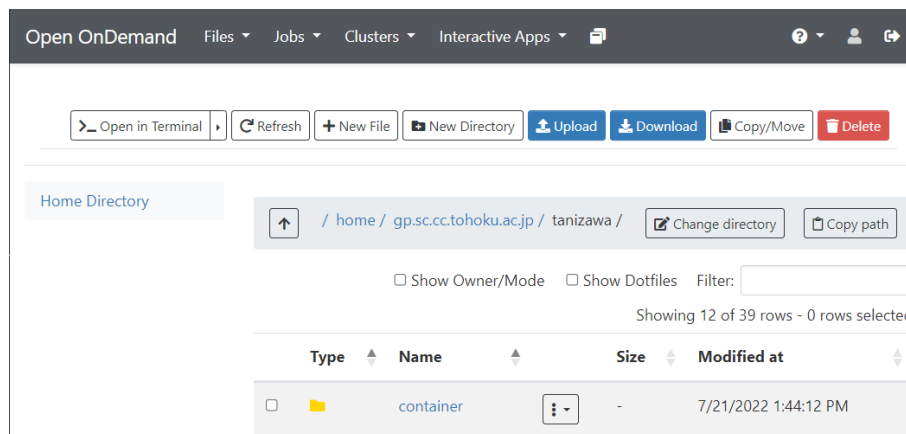 Open OnDemand Files Jobs Clusters Interactive Apps
Open in Terminal Refresh New File New Directory Upload Download Copy/Move Delete
Home Directory
/ home / gp.sc.cc.tohoku.ac.jp / tanizawa / Change directory Copy path
Show Owner/Mode Show Dotfiles Filter:
Showing 12 of 39 rows - 0 rows selected
Type Name Size Modified at
container - 7/21/2022 1:44:12 PM